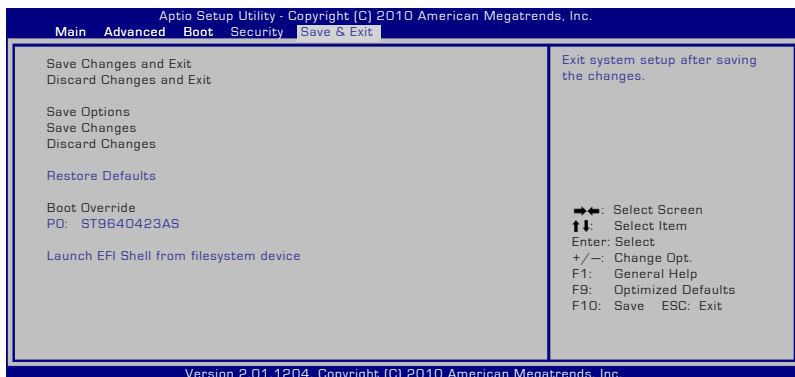 Aptio Setup Utility - Copyright (C) 2010 American Megatrends, Inc.
Main Advanced Boot Security Save & Exit
Save Changes and Exit
Discard Changes and Exit
Save Options
Save Changes
Discard Changes
Restore Defaults
Boot Override
P0: ST9640423AS
Launch EFI Shell from filesystem device
Exit system setup after saving
the changes.
→←: Select Screen
↑↓: Select Item
Enter: Select
+/—: Change Opt.
F1: General Help
F9: Optimized Defaults
F10: Save ESC: Exit
Version 2.01.1204. Copyright (C) 2010 American Megatrends, Inc.